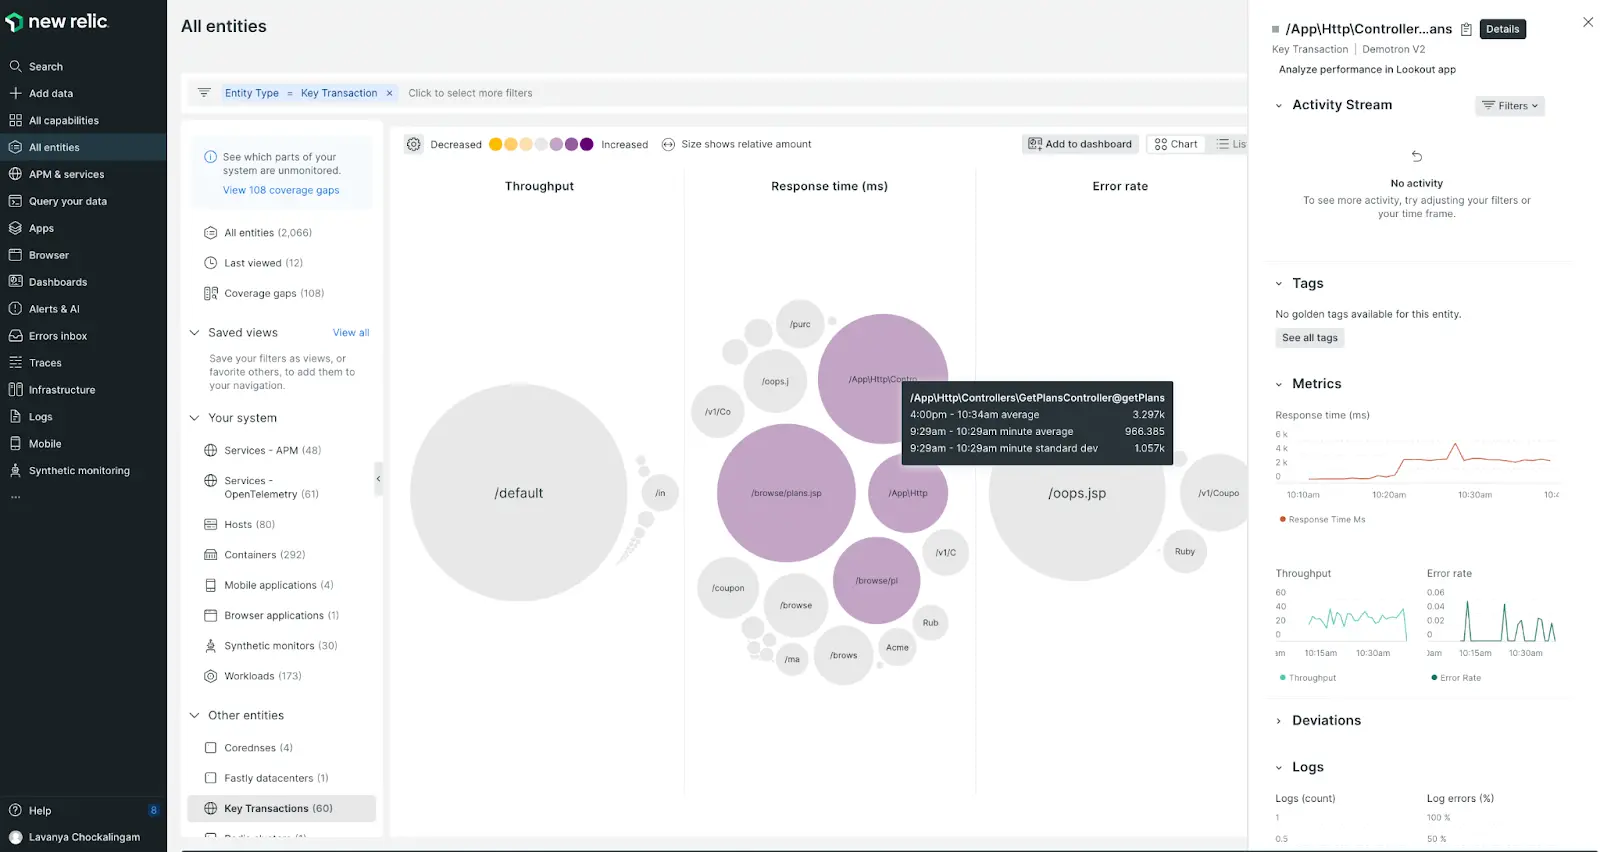 new relic.
Search
Add data
All capabilities
All entities
APM & services
Query your data
Apps
Browser
Dashboards
Alerts & AI
Errors inbox
Traces
Infrastructure
Logs
Mobile
Synthetic monitoring
...
Help 8
Lavanya Chockalingam
All entities
Entity Type = Key Transaction × Click to select more filters
See which parts of your
system are unmonitored.
View 108 coverage gaps
All entities (2,066)
Last viewed (12)
Coverage gaps (108)
Saved views View all
Save your filters as views, or
favorite others, to add them to
your navigation.
Your system
Services - APM (48)
Services -
OpenTelemetry (61)
Hosts (80)
Containers (292)
Mobile applications (4)
Browser applications (1)
Synthetic monitors (30)
Workloads (173)
Other entities
Corednses (4)
Fastly datacenters (1)
Key Transactions (60)
Decreased Increased Size shows relative amount
Add to dashboard Chart Lis
Throughput Response time (ms) Error rate
/default
/in
/purc
/oops.j
/App\Http\Contro
/v1/Co
/browse/plans.jsp
/App\Http
/v1/C
/browse/pl
/coupon
/browse
Rub
Acme
/brows
/ma
/oops.jsp
/v1/Coupo
Ruby
/App\Http\Controllers\GetPlansController@getPlans
4:00pm - 10:34am average 3.297k
9:29am - 10:29am minute average 966.385
9:29am - 10:29am minute standard dev 1.057k
/App\Http\Controller...ans Details
Key Transaction | Demotron V2
Analyze performance in Lookout app
Activity Stream Filters
No activity
To see more activity, try adjusting your filters or
your time frame.
Tags
No golden tags available for this entity.
See all tags
Metrics
Response time (ms)
6 k
4 k
2 k
0
10:10am 10:20am 10:30am 10:4
Response Time Ms
Throughput
60
40
20
0
am 10:15am 10:30am
Throughput
Error rate
0.06
0.04
0.02
0
10:15am 10:30am
Error Rate
Deviations
Logs
Logs (count)
1
0.5
Log errors (%)
100 %
50 %